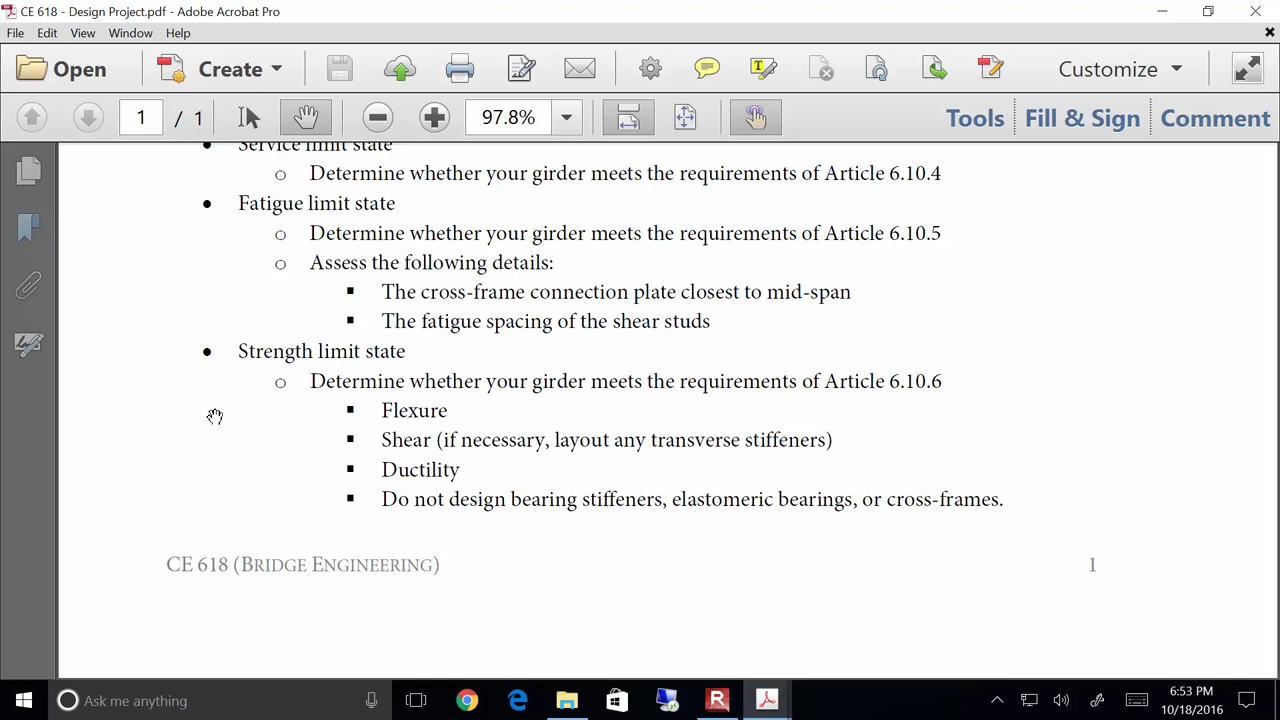 CE 618 - Design Project.pdf - Adobe Acrobat Pro
File Edit View Window Help
Open Create Customize
1 / 1 97.8% Tools Fill & Sign Comment
• Service limit state
o Determine whether your girder meets the requirements of Article 6.10.4
• Fatigue limit state
o Determine whether your girder meets the requirements of Article 6.10.5
o Assess the following details:
▪ The cross-frame connection plate closest to mid-span
▪ The fatigue spacing of the shear studs
• Strength limit state
o Determine whether your girder meets the requirements of Article 6.10.6
▪ Flexure
▪ Shear (if necessary, layout any transverse stiffeners)
▪ Ductility
▪ Do not design bearing stiffeners, elastomeric bearings, or cross-frames.
CE 618 (BRIDGE ENGINEERING) 1
Ask me anything
6:53 PM
10/18/2016